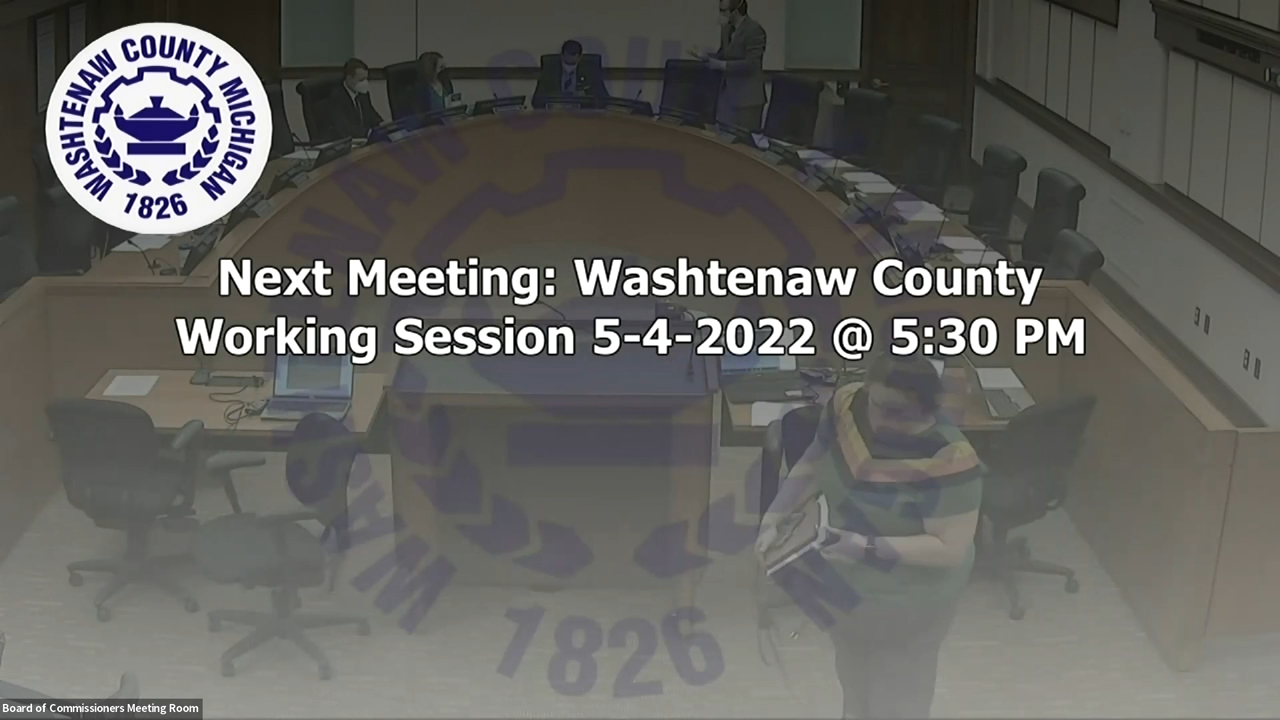 WASHTENAW COUNTY MICHIGAN
1826
Next Meeting: Washtenaw County
Working Session 5-4-2022 @ 5:30 PM
1826
Board of Commissioners Meeting Room